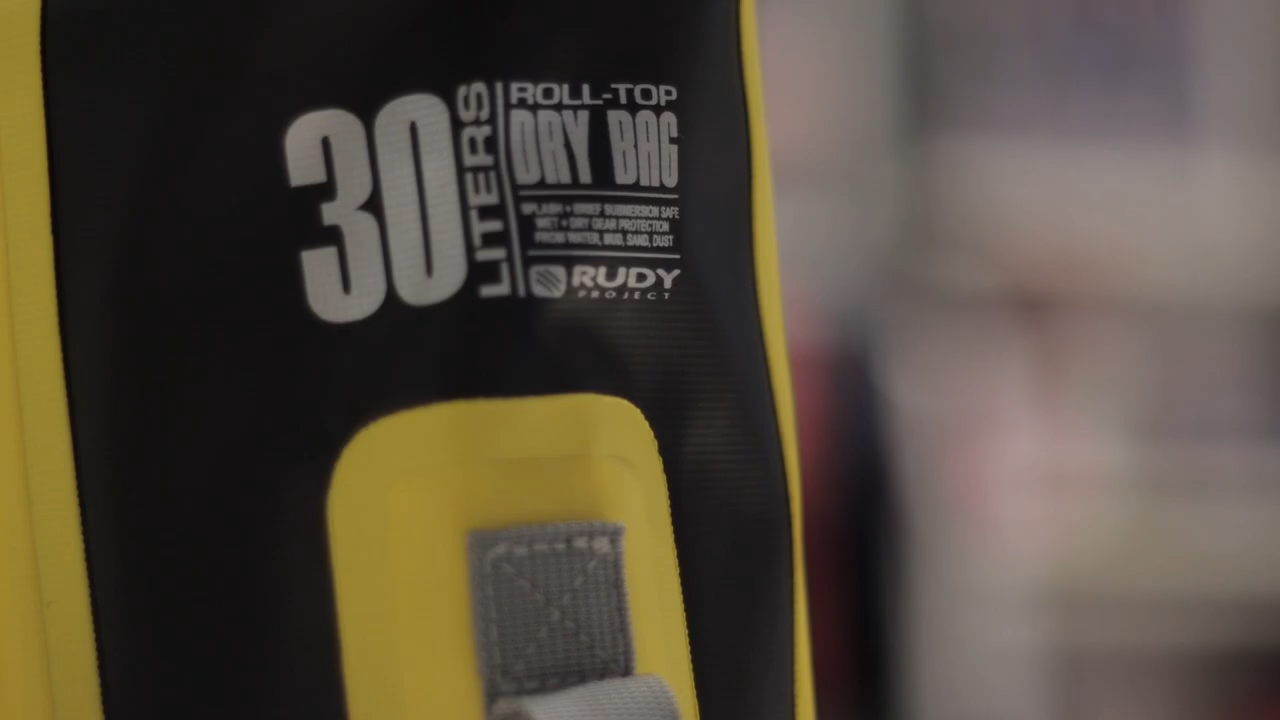 30
LITERS
ROLL-TOP
DRY BAG
SPLASH + BRIEF SUBMERSION SAFE
WET + DRY GEAR PROTECTION
FROM WATER, MUD, SAND, DUST
RUDY
PROJECT